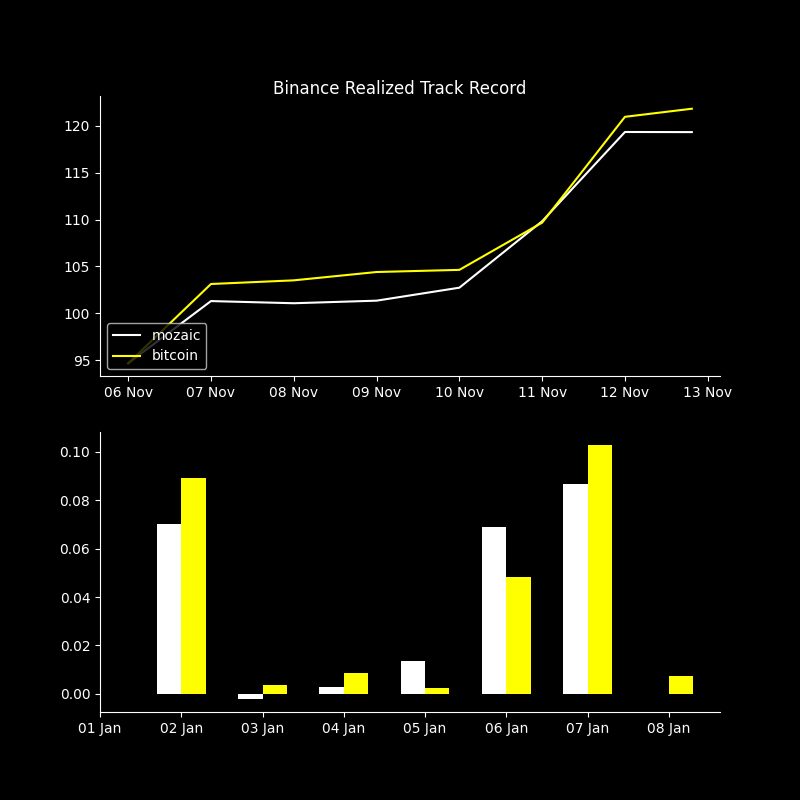 Binance Realized Track Record
120
115
110
105
100
95
mozaic
bitcoin
06 Nov 07 Nov 08 Nov 09 Nov 10 Nov 11 Nov 12 Nov 13 Nov
0.10
0.08
0.06
0.04
0.02
0.00
01 Jan 02 Jan 03 Jan 04 Jan 05 Jan 06 Jan 07 Jan 08 Jan